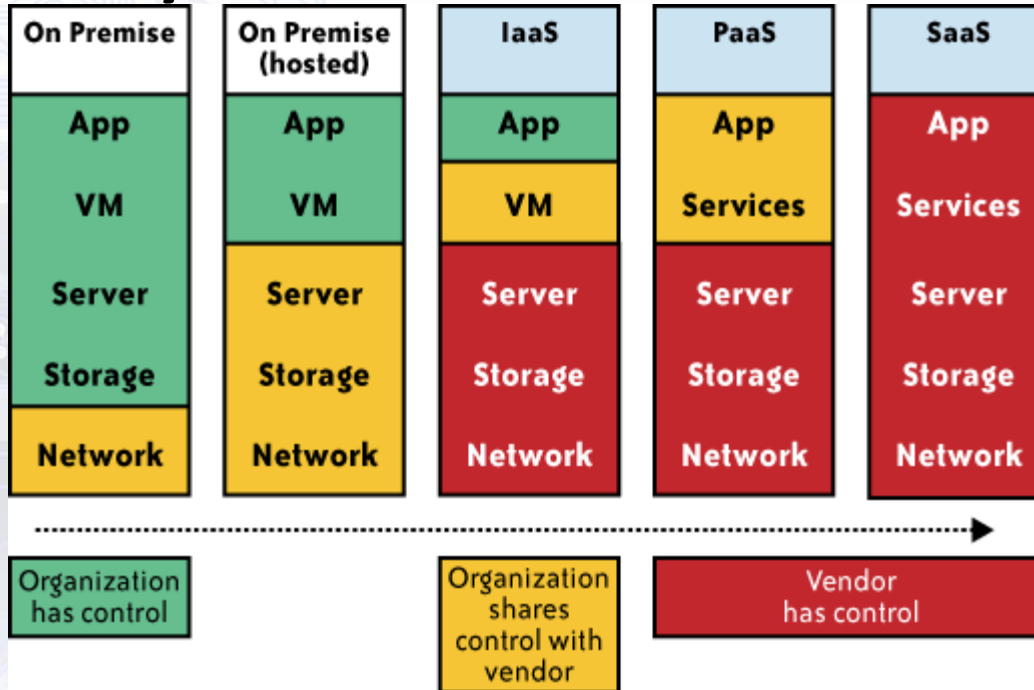 On Premise
On Premise
(hosted)
IaaS
PaaS
SaaS
App
VM
Server
Storage
Network
App
VM
Server
Storage
Network
App
VM
Server
Storage
Network
App
Services
Server
Storage
Network
App
Services
Server
Storage
Network
Organization
has control
Organization
shares
control with
vendor
Vendor
has control